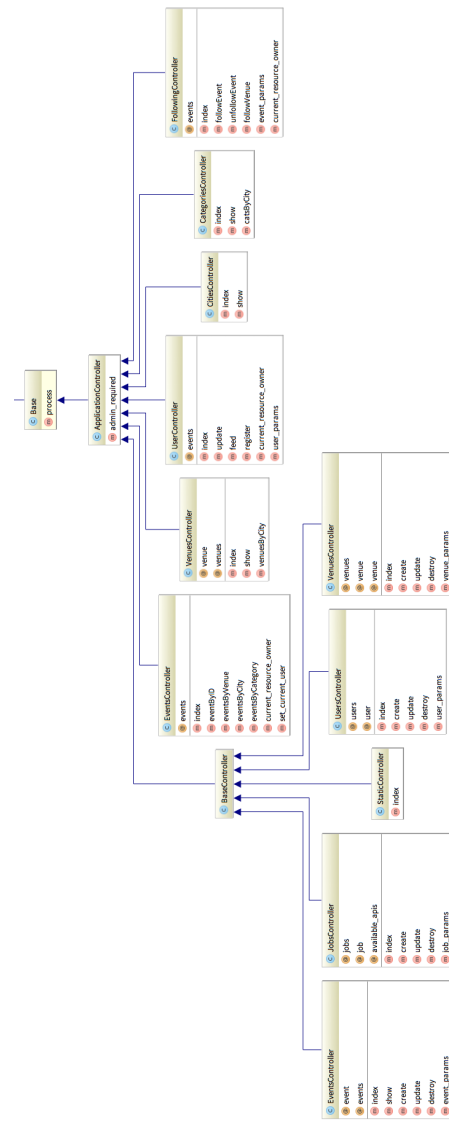 C Base
m process
C ApplicationController
m admin_required
C EventsController
@ events
m index
m eventByID
m eventsByVenue
m eventsByCity
m eventsByCategory
m current_resource_owner
m set_current_user
C VenuesController
@ venue
@ venues
m index
m show
m venuesByCity
C UserController
@ events
m index
m update
m feed
m register
m current_resource_owner
m user_params
C CitiesController
m index
m show
C CategoriesController
m index
m show
m catsByCity
C FollowingController
@ events
m index
m followEvent
m unfollowEvent
m followVenue
m event_params
m current_resource_owner
C BaseController
C EventsController
@ event
@ events
m index
m show
m create
m update
m destroy
m event_params
C JobsController
@ jobs
@ job
@ available_apis
m index
m create
m update
m destroy
m job_params
C StaticController
m index
C UsersController
@ users
@ user
m index
m create
m update
m destroy
m user_params
C VenuesController
@ venues
@ venue
@ venue
m index
m create
m update
m destroy
m venue_params